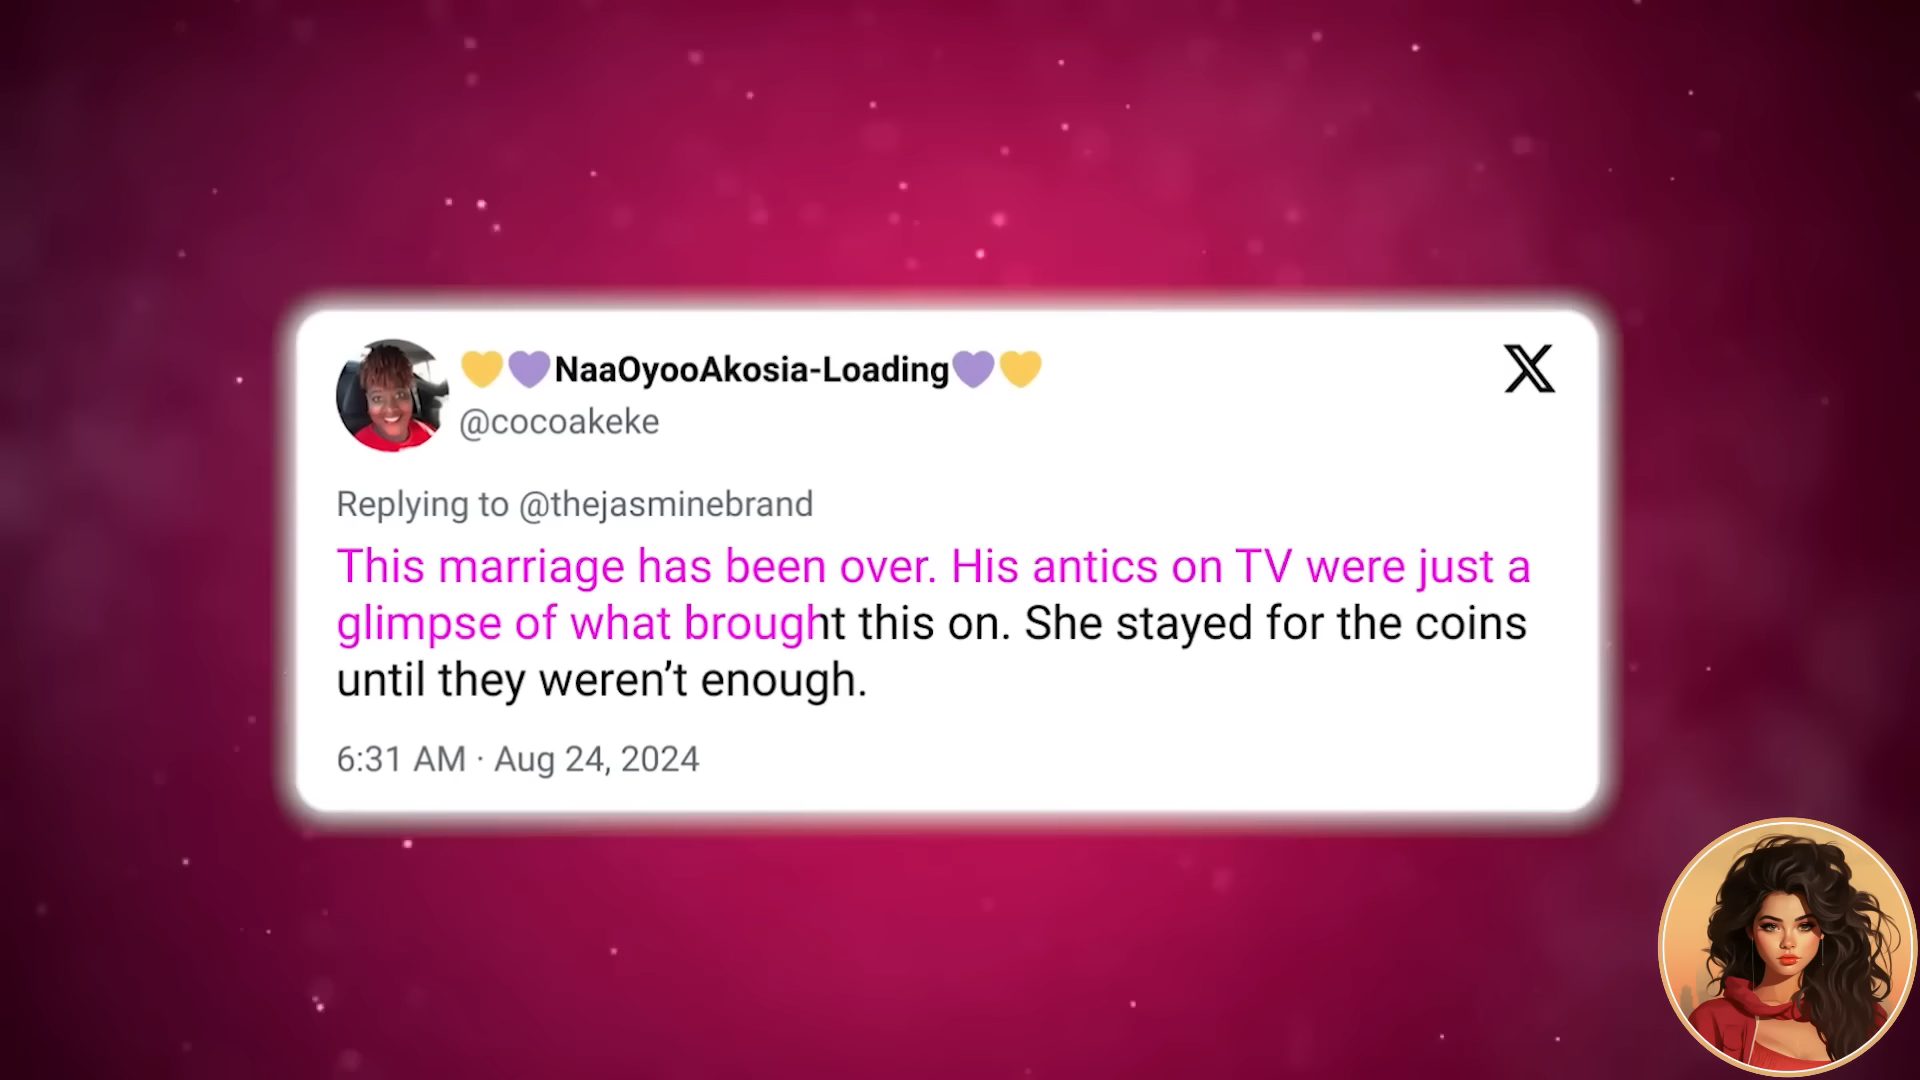 💛💜NaaOyooAkosia-Loading💜💛
@cocoakeke
Replying to @thejasminebrand
This marriage has been over. His antics on TV were just a
glimpse of what brought this on. She stayed for the coins
until they weren’t enough.
6:31 AM · Aug 24, 2024